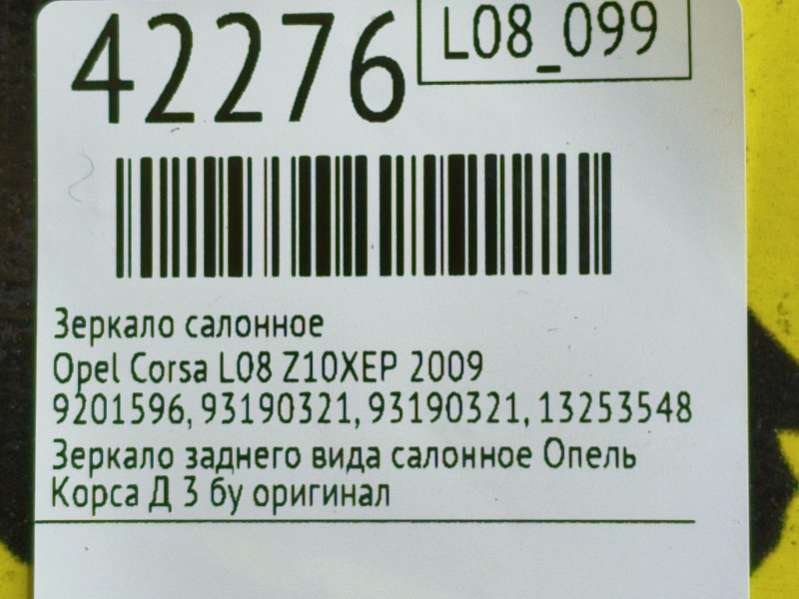 42276
L08_099
Зеркало салонное
Opel Corsa L08 Z10XEP 2009
9201596, 93190321, 93190321, 13253548
Зеркало заднего вида салонное Опель
Корса Д 3 бу оригинал